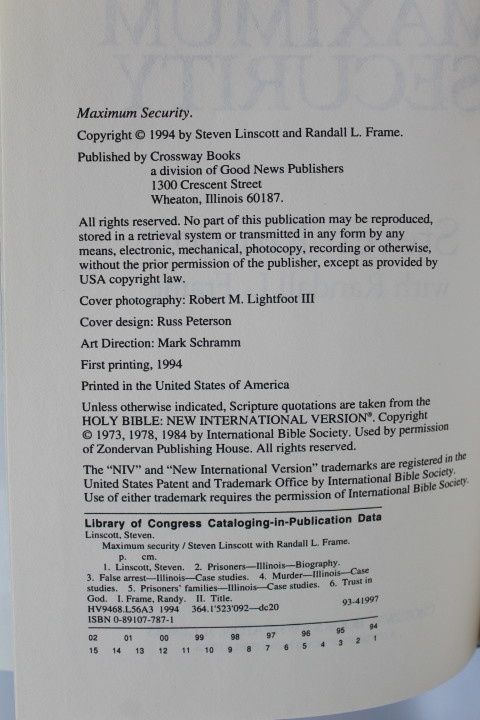 MAXIMUM
SECURITY
Maximum Security.
Copyright © 1994 by Steven Linscott and Randall L. Frame.
Published by Crossway Books
a division of Good News Publishers
1300 Crescent Street
Wheaton, Illinois 60187.
All rights reserved. No part of this publication may be reproduced,
stored in a retrieval system or transmitted in any form by any
means, electronic, mechanical, photocopy, recording or otherwise,
without the prior permission of the publisher, except as provided by
USA copyright law.
Cover photography: Robert M. Lightfoot III
Cover design: Russ Peterson
Art Direction: Mark Schramm
First printing, 1994
Printed in the United States of America
Unless otherwise indicated, Scripture quotations are taken from the
HOLY BIBLE: NEW INTERNATIONAL VERSION®. Copyright
© 1973, 1978, 1984 by International Bible Society. Used by permission
of Zondervan Publishing House. All rights reserved.
The “NIV” and “New International Version” trademarks are registered in the
United States Patent and Trademark Office by International Bible Society.
Use of either trademark requires the permission of International Bible Society.
Library of Congress Cataloging-in-Publication Data
Linscott, Steven.
Maximum security / Steven Linscott with Randall L. Frame.
p. cm.
1. Linscott, Steven. 2. Prisoners—Illinois—Biography.
3. False arrest—Illinois—Case studies. 4. Murder—Illinois—Case
studies. 5. Prisoners’ families—Illinois—Case studies. 6. Trust in
God. I. Frame, Randy. II. Title.
HV9468.L56A3 1994 364.1'523'092—dc20 93-41997
ISBN 0-89107-787-1
02 01 00 99 98 97 96 95 94
15 14 13 12 11 10 9 8 7 6 5 4 3 2 1